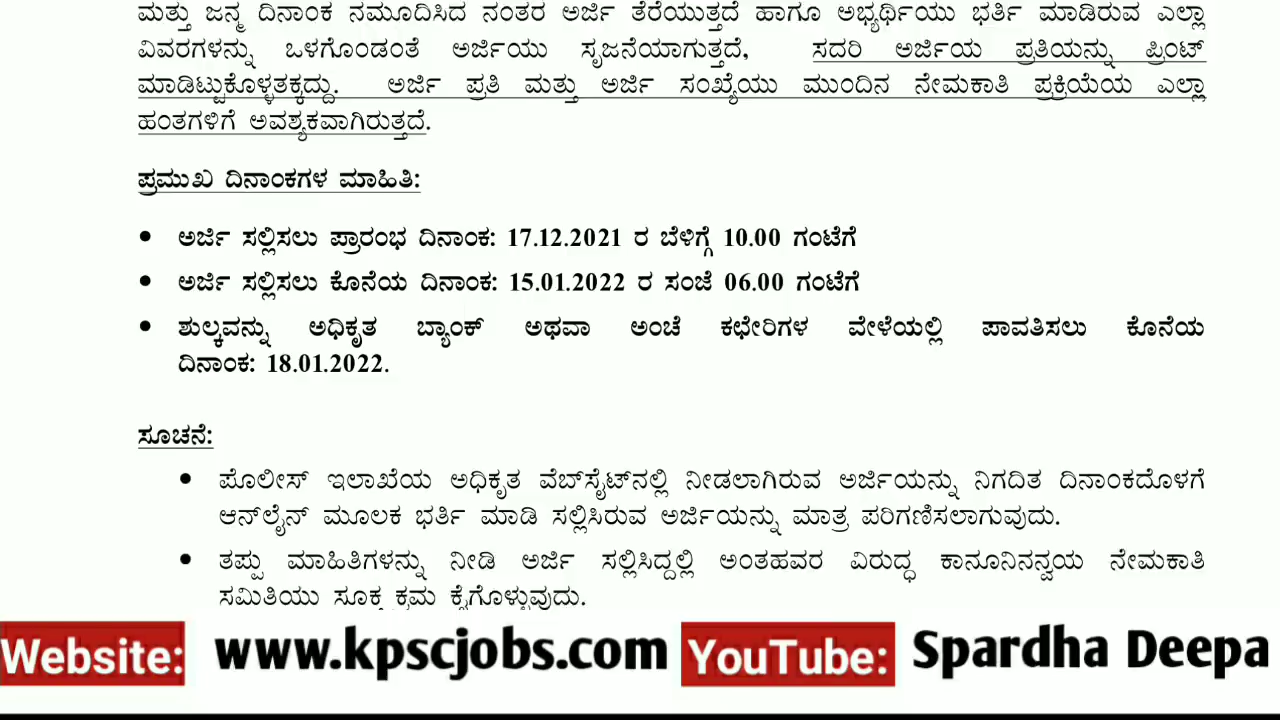 ಮತ್ತು ಜನ್ಮ ದಿನಾಂಕ ನಮೂದಿಸಿದ ನಂತರ ಅರ್ಜಿ ತೆರೆಯುತ್ತದೆ ಹಾಗೂ ಅಭ್ಯರ್ಥಿಯು ಭರ್ತಿ ಮಾಡಿರುವ ಎಲ್ಲಾ
ವಿವರಗಳನ್ನು ಒಳಗೊಂಡಂತೆ ಅರ್ಜಿಯು ಸೃಜನೆಯಾಗುತ್ತದೆ, ಸದರಿ ಅರ್ಜಿಯ ಪ್ರತಿಯನ್ನು ಪ್ರಿಂಟ್
ಮಾಡಿಟ್ಟುಕೊಳ್ಳತಕ್ಕದ್ದು. ಅರ್ಜಿ ಪ್ರತಿ ಮತ್ತು ಅರ್ಜಿ ಸಂಖ್ಯೆಯು ಮುಂದಿನ ನೇಮಕಾತಿ ಪ್ರಕ್ರಿಯೆಯ ಎಲ್ಲಾ
ಹಂತಗಳಿಗೆ ಅವಶ್ಯಕವಾಗಿರುತ್ತದೆ.
ಪ್ರಮುಖ ದಿನಾಂಕಗಳ ಮಾಹಿತಿ:
• ಅರ್ಜಿ ಸಲ್ಲಿಸಲು ಪ್ರಾರಂಭ ದಿನಾಂಕ: 17.12.2021 ರ ಬೆಳಿಗ್ಗೆ 10.00 ಗಂಟೆಗೆ
• ಅರ್ಜಿ ಸಲ್ಲಿಸಲು ಕೊನೆಯ ದಿನಾಂಕ: 15.01.2022 ರ ಸಂಜೆ 06.00 ಗಂಟೆಗೆ
• ಶುಲ್ಕವನ್ನು ಅಧಿಕೃತ ಬ್ಯಾಂಕ್ ಅಥವಾ ಅಂಚೆ ಕಛೇರಿಗಳ ವೇಳೆಯಲ್ಲಿ ಪಾವತಿಸಲು ಕೊನೆಯ
ದಿನಾಂಕ: 18.01.2022.
ಸೂಚನೆ:
• ಪೊಲೀಸ್ ಇಲಾಖೆಯ ಅಧಿಕೃತ ವೆಬ್‌ಸೈಟ್‌ನಲ್ಲಿ ನೀಡಲಾಗಿರುವ ಅರ್ಜಿಯನ್ನು ನಿಗದಿತ ದಿನಾಂಕದೊಳಗೆ
ಆನ್‌ಲೈನ್ ಮೂಲಕ ಭರ್ತಿ ಮಾಡಿ ಸಲ್ಲಿಸಿರುವ ಅರ್ಜಿಯನ್ನು ಮಾತ್ರ ಪರಿಗಣಿಸಲಾಗುವುದು.
• ತಪ್ಪು ಮಾಹಿತಿಗಳನ್ನು ನೀಡಿ ಅರ್ಜಿ ಸಲ್ಲಿಸಿದ್ದಲ್ಲಿ ಅಂತಹವರ ವಿರುದ್ಧ ಕಾನೂನಿನನ್ವಯ ನೇಮಕಾತಿ
ಸಮಿತಿಯು ಸೂಕ್ತ ಕ್ರಮ ಕೈಗೊಳ್ಳುವುದು.
Website: www.kpscjobs.com YouTube: Spardha Deepa